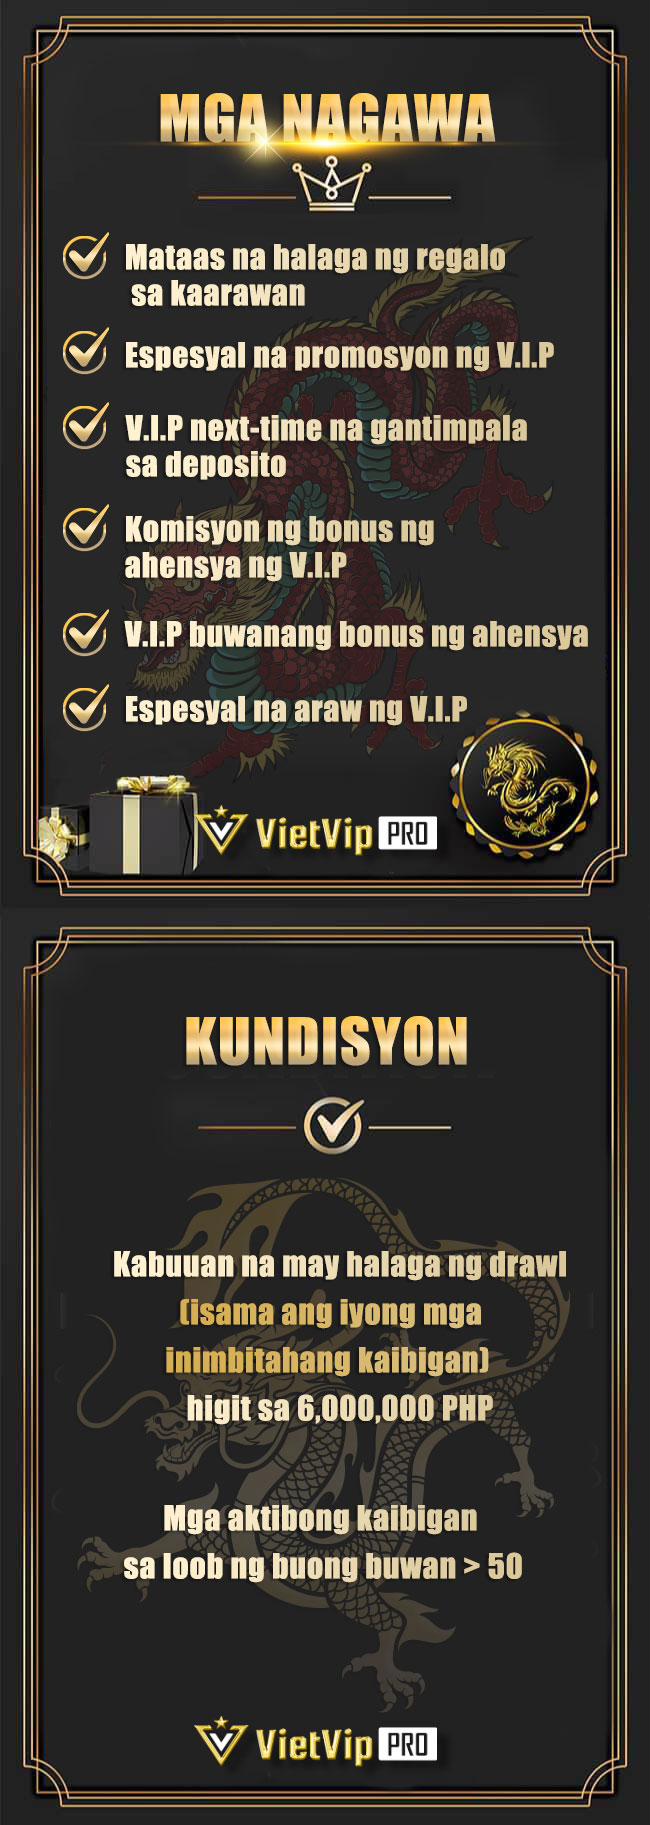 MGA NAGAWA
Mataas na halaga ng regalo
sa kaarawan
Espesyal na promosyon ng V.I.P
V.I.P next-time na gantimpala
sa deposito
Komisyon ng bonus ng
ahensya ng V.I.P
V.I.P buwanang bonus ng ahensya
Espesyal na araw ng V.I.P
VietVip PRO
KUNDISYON
Kabuuan na may halaga ng drawl
(isama ang iyong mga
inimbitahang kaibigan)
higit sa 6,000,000 PHP
Mga aktibong kaibigan
sa loob ng buong buwan > 50
VietVip PRO